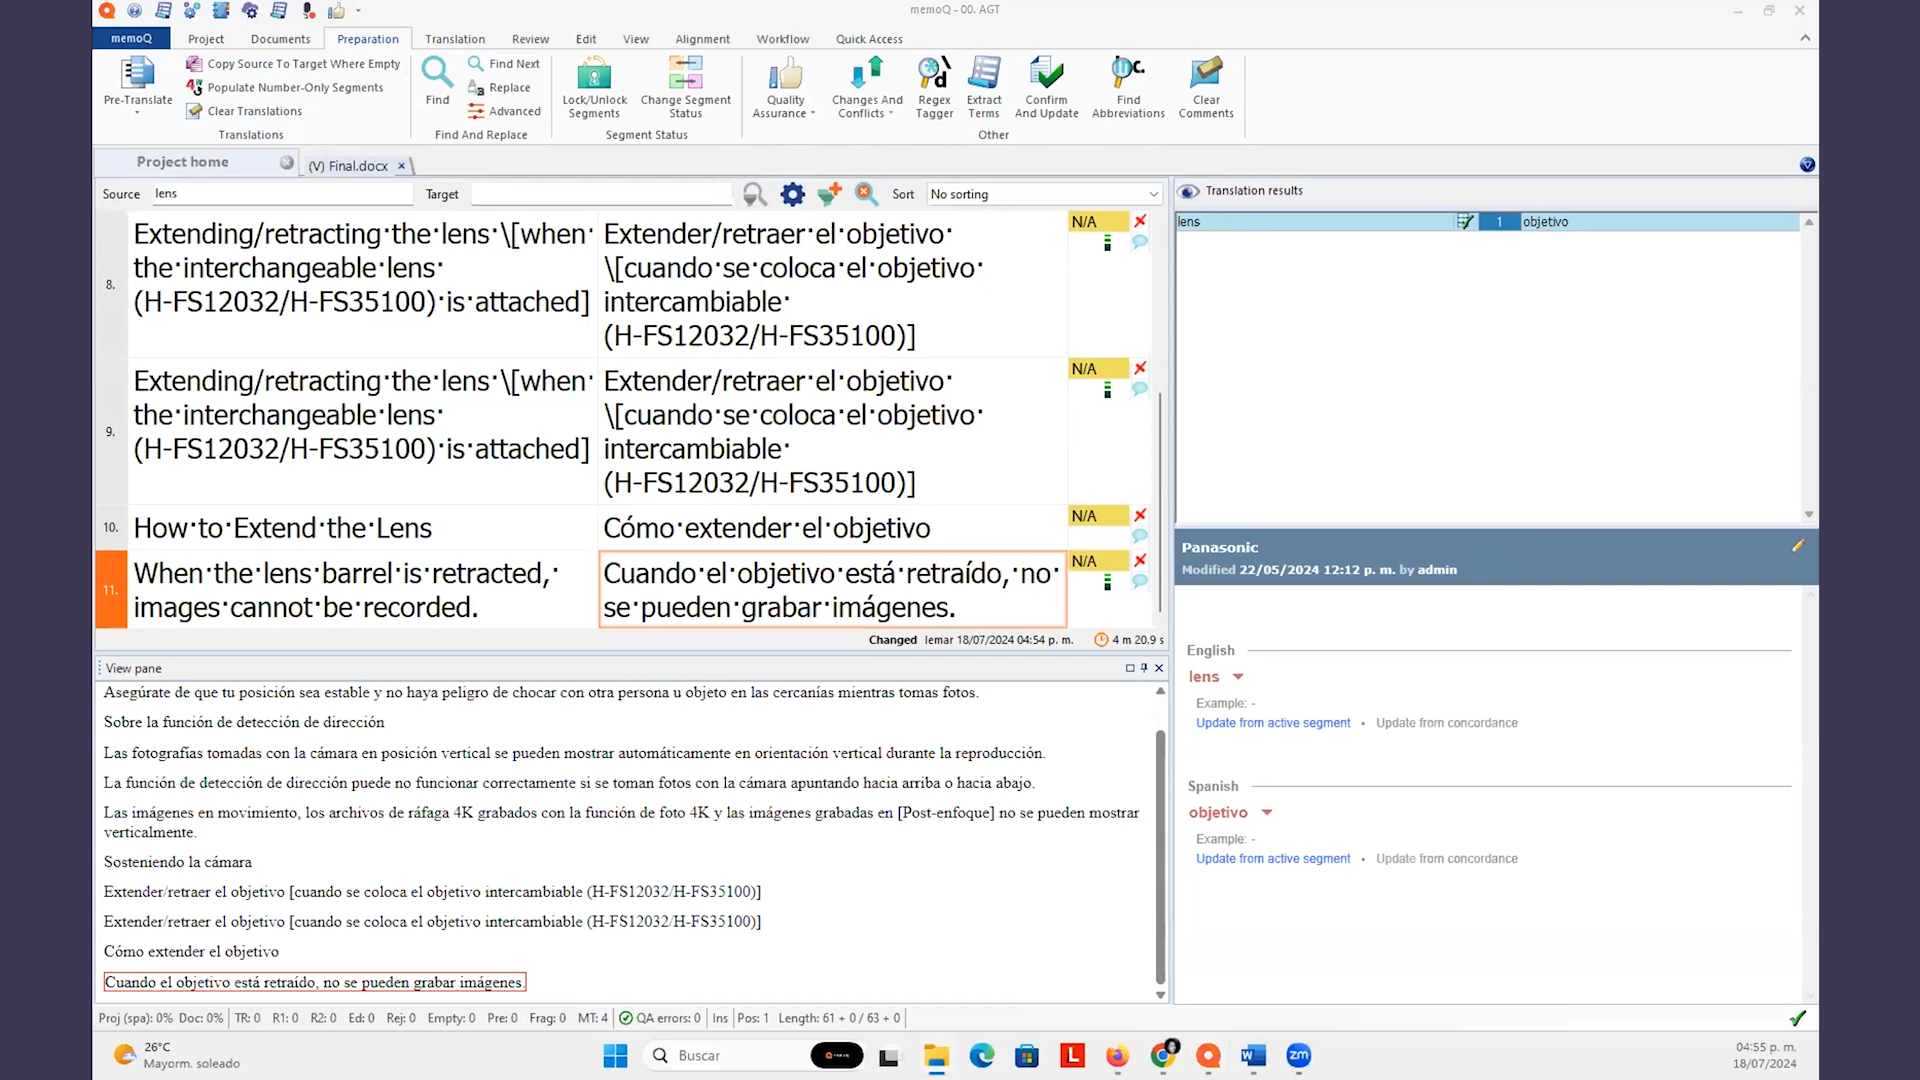 memoQ - 00. AGT
memoQ Project Documents Preparation Translation Review Edit View Alignment Workflow Quick Access
Pre-Translate
Copy Source To Target Where Empty
Populate Number-Only Segments
Clear Translations
Translations
Find
Find Next
Replace
Advanced
Find And Replace
Lock/Unlock Segments
Change Segment Status
Segment Status
Quality Assurance
Changes And Conflicts
Regex Tagger
Extract Terms
Confirm And Update
Find Abbreviations
Clear Comments
Other
Project home
(V) Final.docx
Source lens Target Sort No sorting
8.
Extending/retracting·the·lens·\[when·
the·interchangeable·lens·
(H-FS12032/H-FS35100)·is·attached]
Extender/retraer·el·objetivo·
\[cuando·se·coloca·el·objetivo·
intercambiable·
(H-FS12032/H-FS35100)]
N/A
9.
Extending/retracting·the·lens·\[when·
the·interchangeable·lens·
(H-FS12032/H-FS35100)·is·attached]
Extender/retraer·el·objetivo·
\[cuando·se·coloca·el·objetivo·
intercambiable·
(H-FS12032/H-FS35100)]
N/A
10.
How·to·Extend·the·Lens
Cómo·extender·el·objetivo
N/A
11.
When·the·lens·barrel·is·retracted,·
images·cannot·be·recorded.
Cuando·el·objetivo·está·retraído,·no·
se·pueden·grabar·imágenes.
N/A
Changed lemar 18/07/2024 04:54 p. m. 4 m 20.9 s
View pane
Asegúrate de que tu posición sea estable y no haya peligro de chocar con otra persona u objeto en las cercanías mientras tomas fotos.
Sobre la función de detección de dirección
Las fotografías tomadas con la cámara en posición vertical se pueden mostrar automáticamente en orientación vertical durante la reproducción.
La función de detección de dirección puede no funcionar correctamente si se toman fotos con la cámara apuntando hacia arriba o hacia abajo.
Las imágenes en movimiento, los archivos de ráfaga 4K grabados con la función de foto 4K y las imágenes grabadas en [Post-enfoque] no se pueden mostrar
verticalmente.
Sosteniendo la cámara
Extender/retraer el objetivo [cuando se coloca el objetivo intercambiable (H-FS12032/H-FS35100)]
Extender/retraer el objetivo [cuando se coloca el objetivo intercambiable (H-FS12032/H-FS35100)]
Cómo extender el objetivo
Cuando el objetivo está retraído, no se pueden grabar imágenes.
Translation results
lens 1 objetivo
Panasonic
Modified 22/05/2024 12:12 p. m. by admin
English
lens
Example: -
Update from active segment • Update from concordance
Spanish
objetivo
Example: -
Update from active segment • Update from concordance
Proj (spa): 0% Doc: 0% TR: 0 R1: 0 R2: 0 Ed: 0 Rej: 0 Empty: 0 Pre: 0 Frag: 0 MT: 4 QA errors: 0 Ins Pos: 1 Length: 61 + 0 / 63 + 0
26°C
Mayorm. soleado
Buscar
L
W
zm
04:55 p. m.
18/07/2024